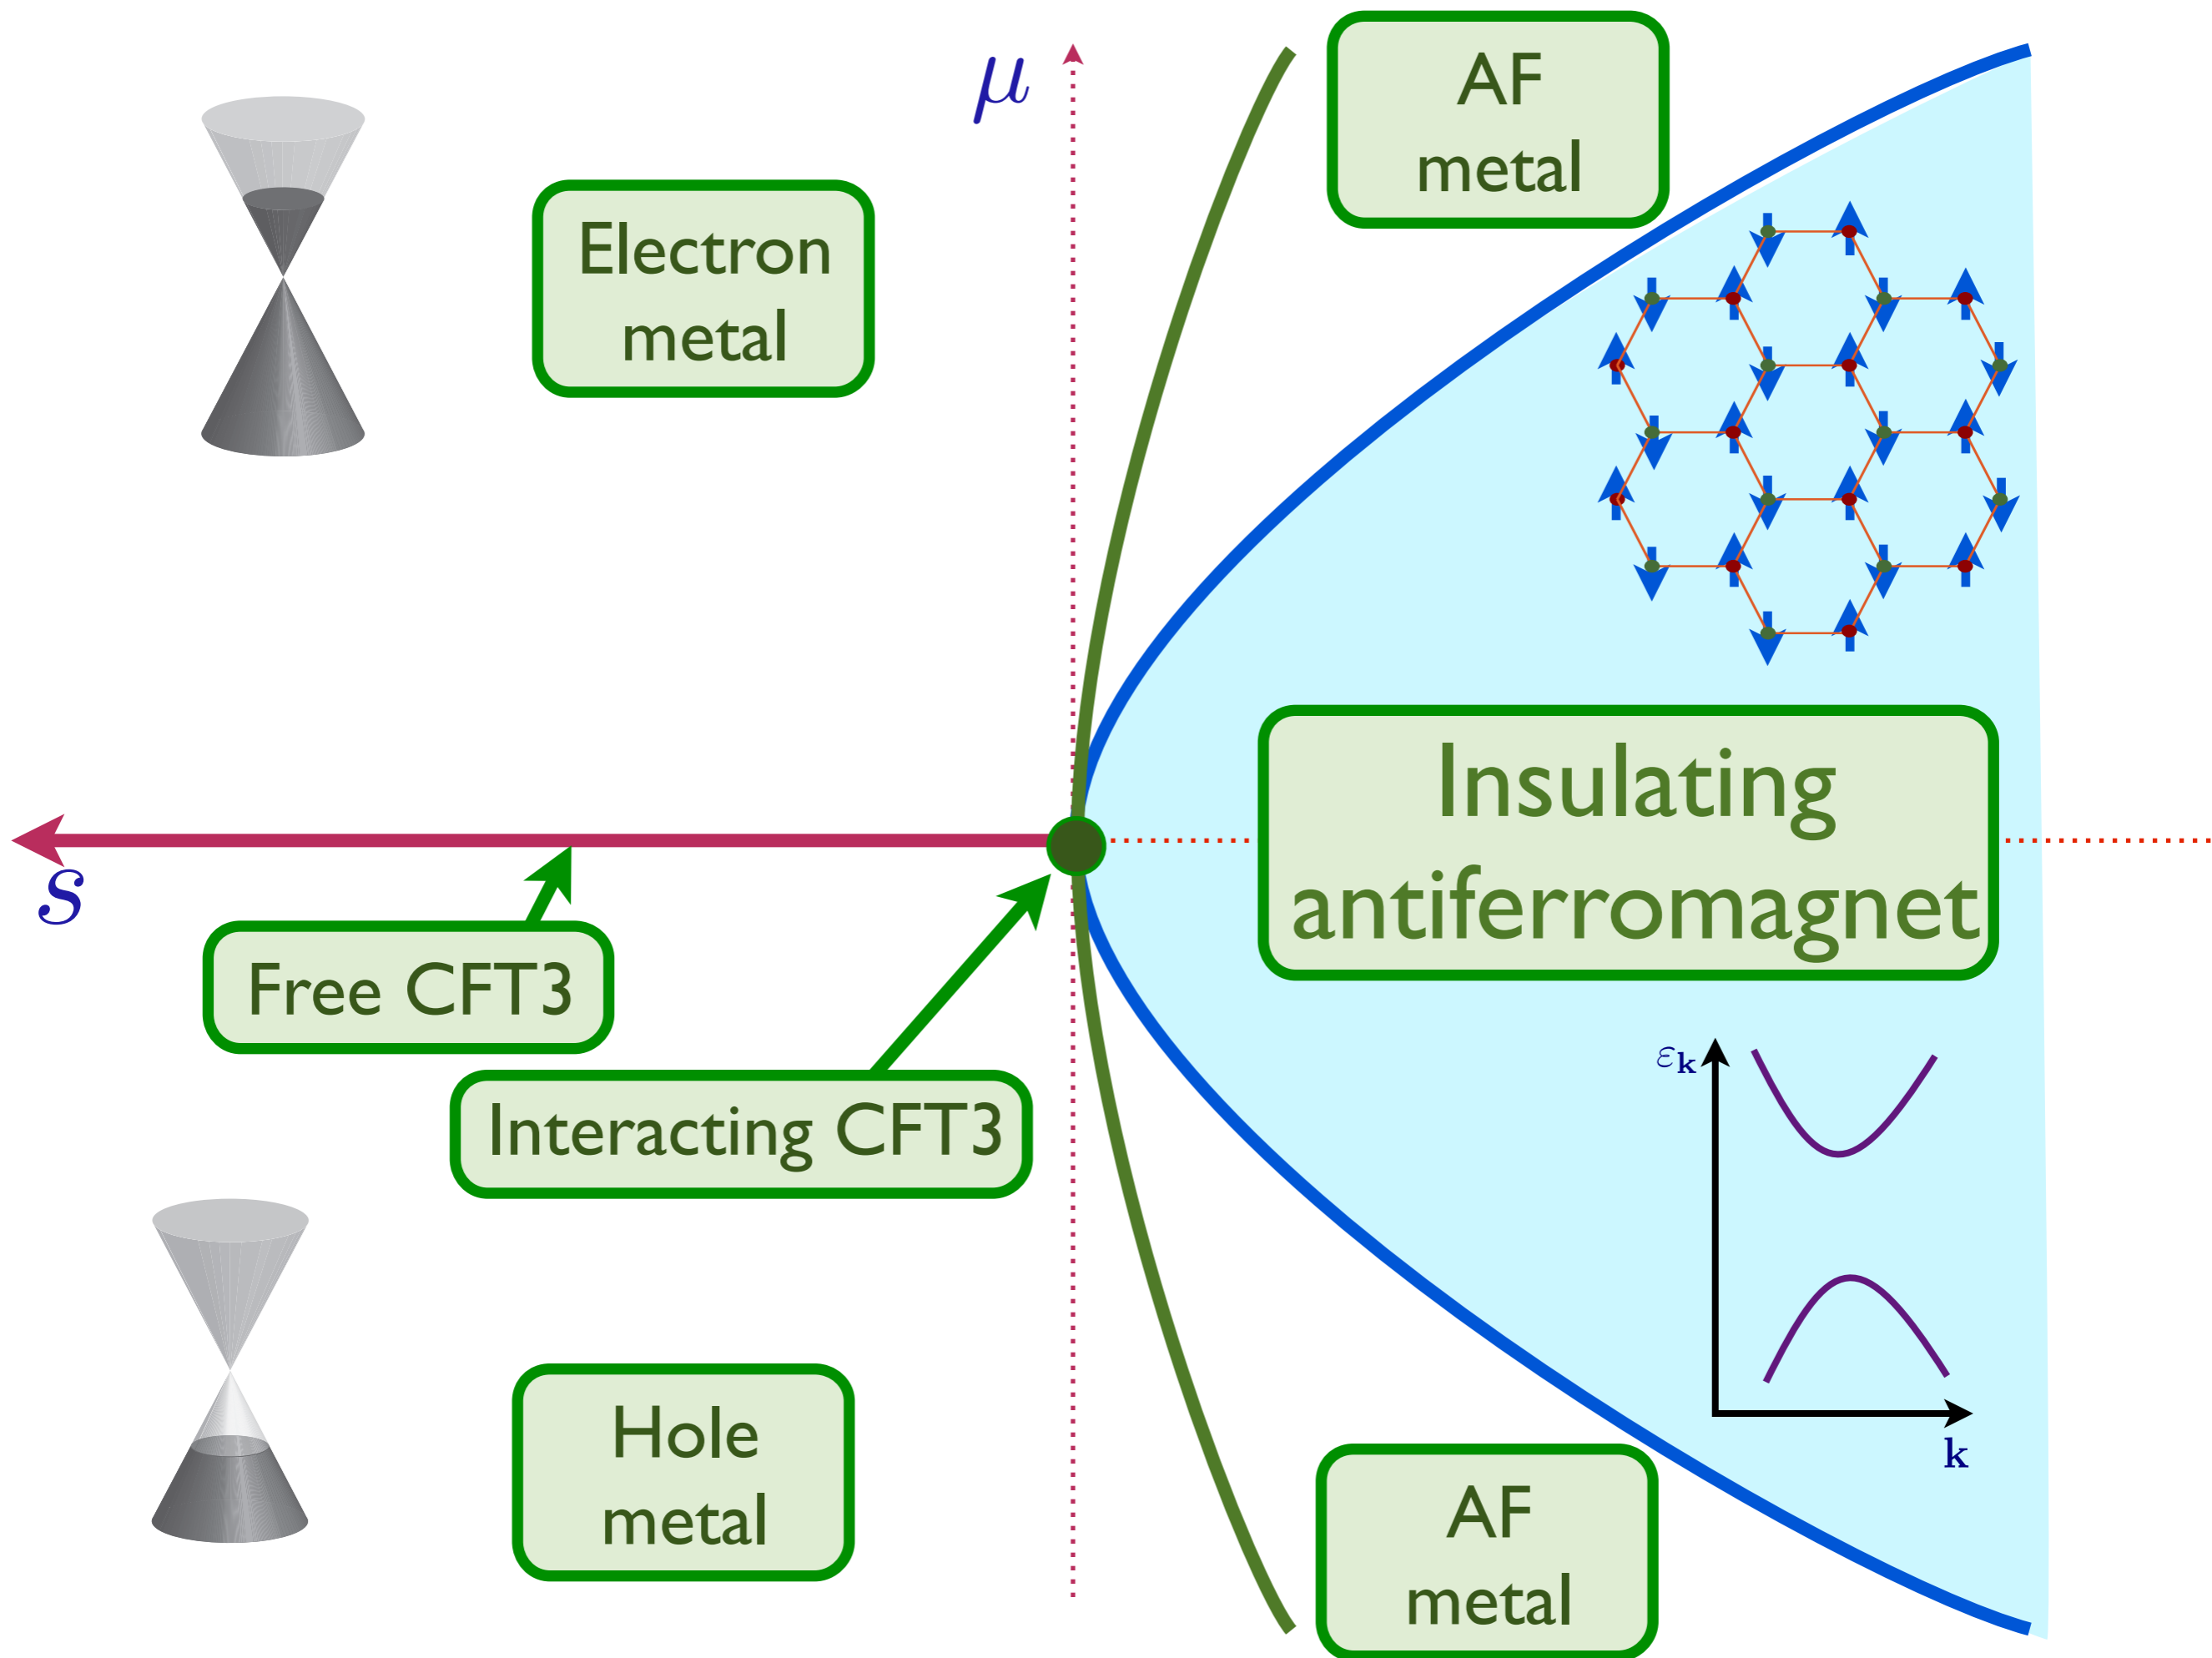 μ
AF
metal
Electron
metal
Insulating
antiferromagnet
s
Free CFT3
Interacting CFT3
εk
k
Hole
metal
AF
metal